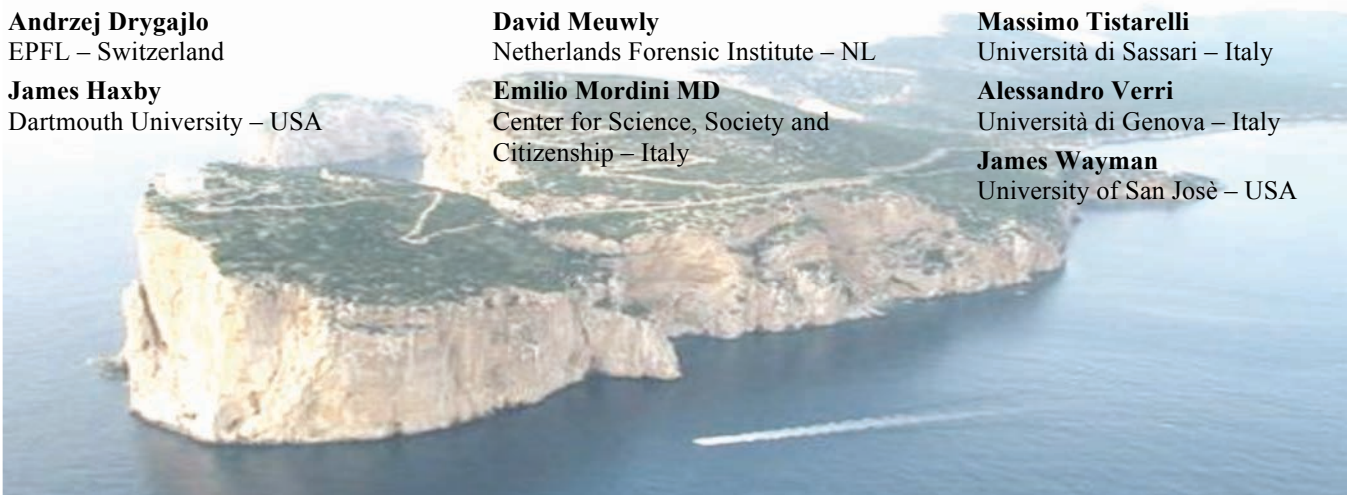 Andrzej Drygajlo
EPFL – Switzerland
James Haxby
Dartmouth University – USA
David Meuwly
Netherlands Forensic Institute – NL
Emilio Mordini MD
Center for Science, Society and
Citizenship – Italy
Massimo Tistarelli
Università di Sassari – Italy
Alessandro Verri
Università di Genova – Italy
James Wayman
University of San Josè – USA